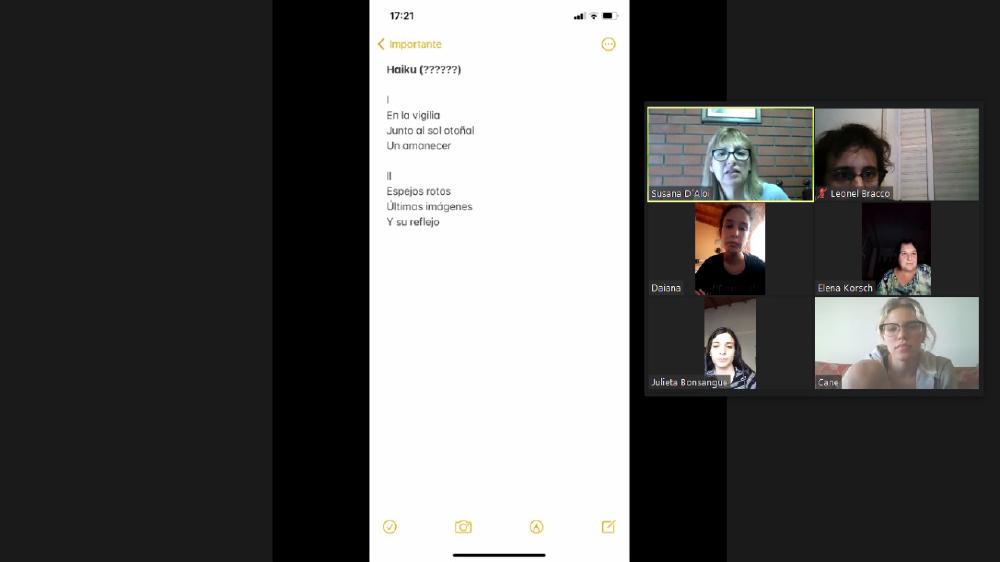 17:21
Importante
Haiku (??????)
I
En la vigilia
Junto al sol otoñal
Un amanecer
II
Espejos rotos
Últimas imágenes
Y su reflejo
Susana D'Aloi
Leonel Bracco
Daiana
Elena Korsch
Julieta Bonsangue
Cane